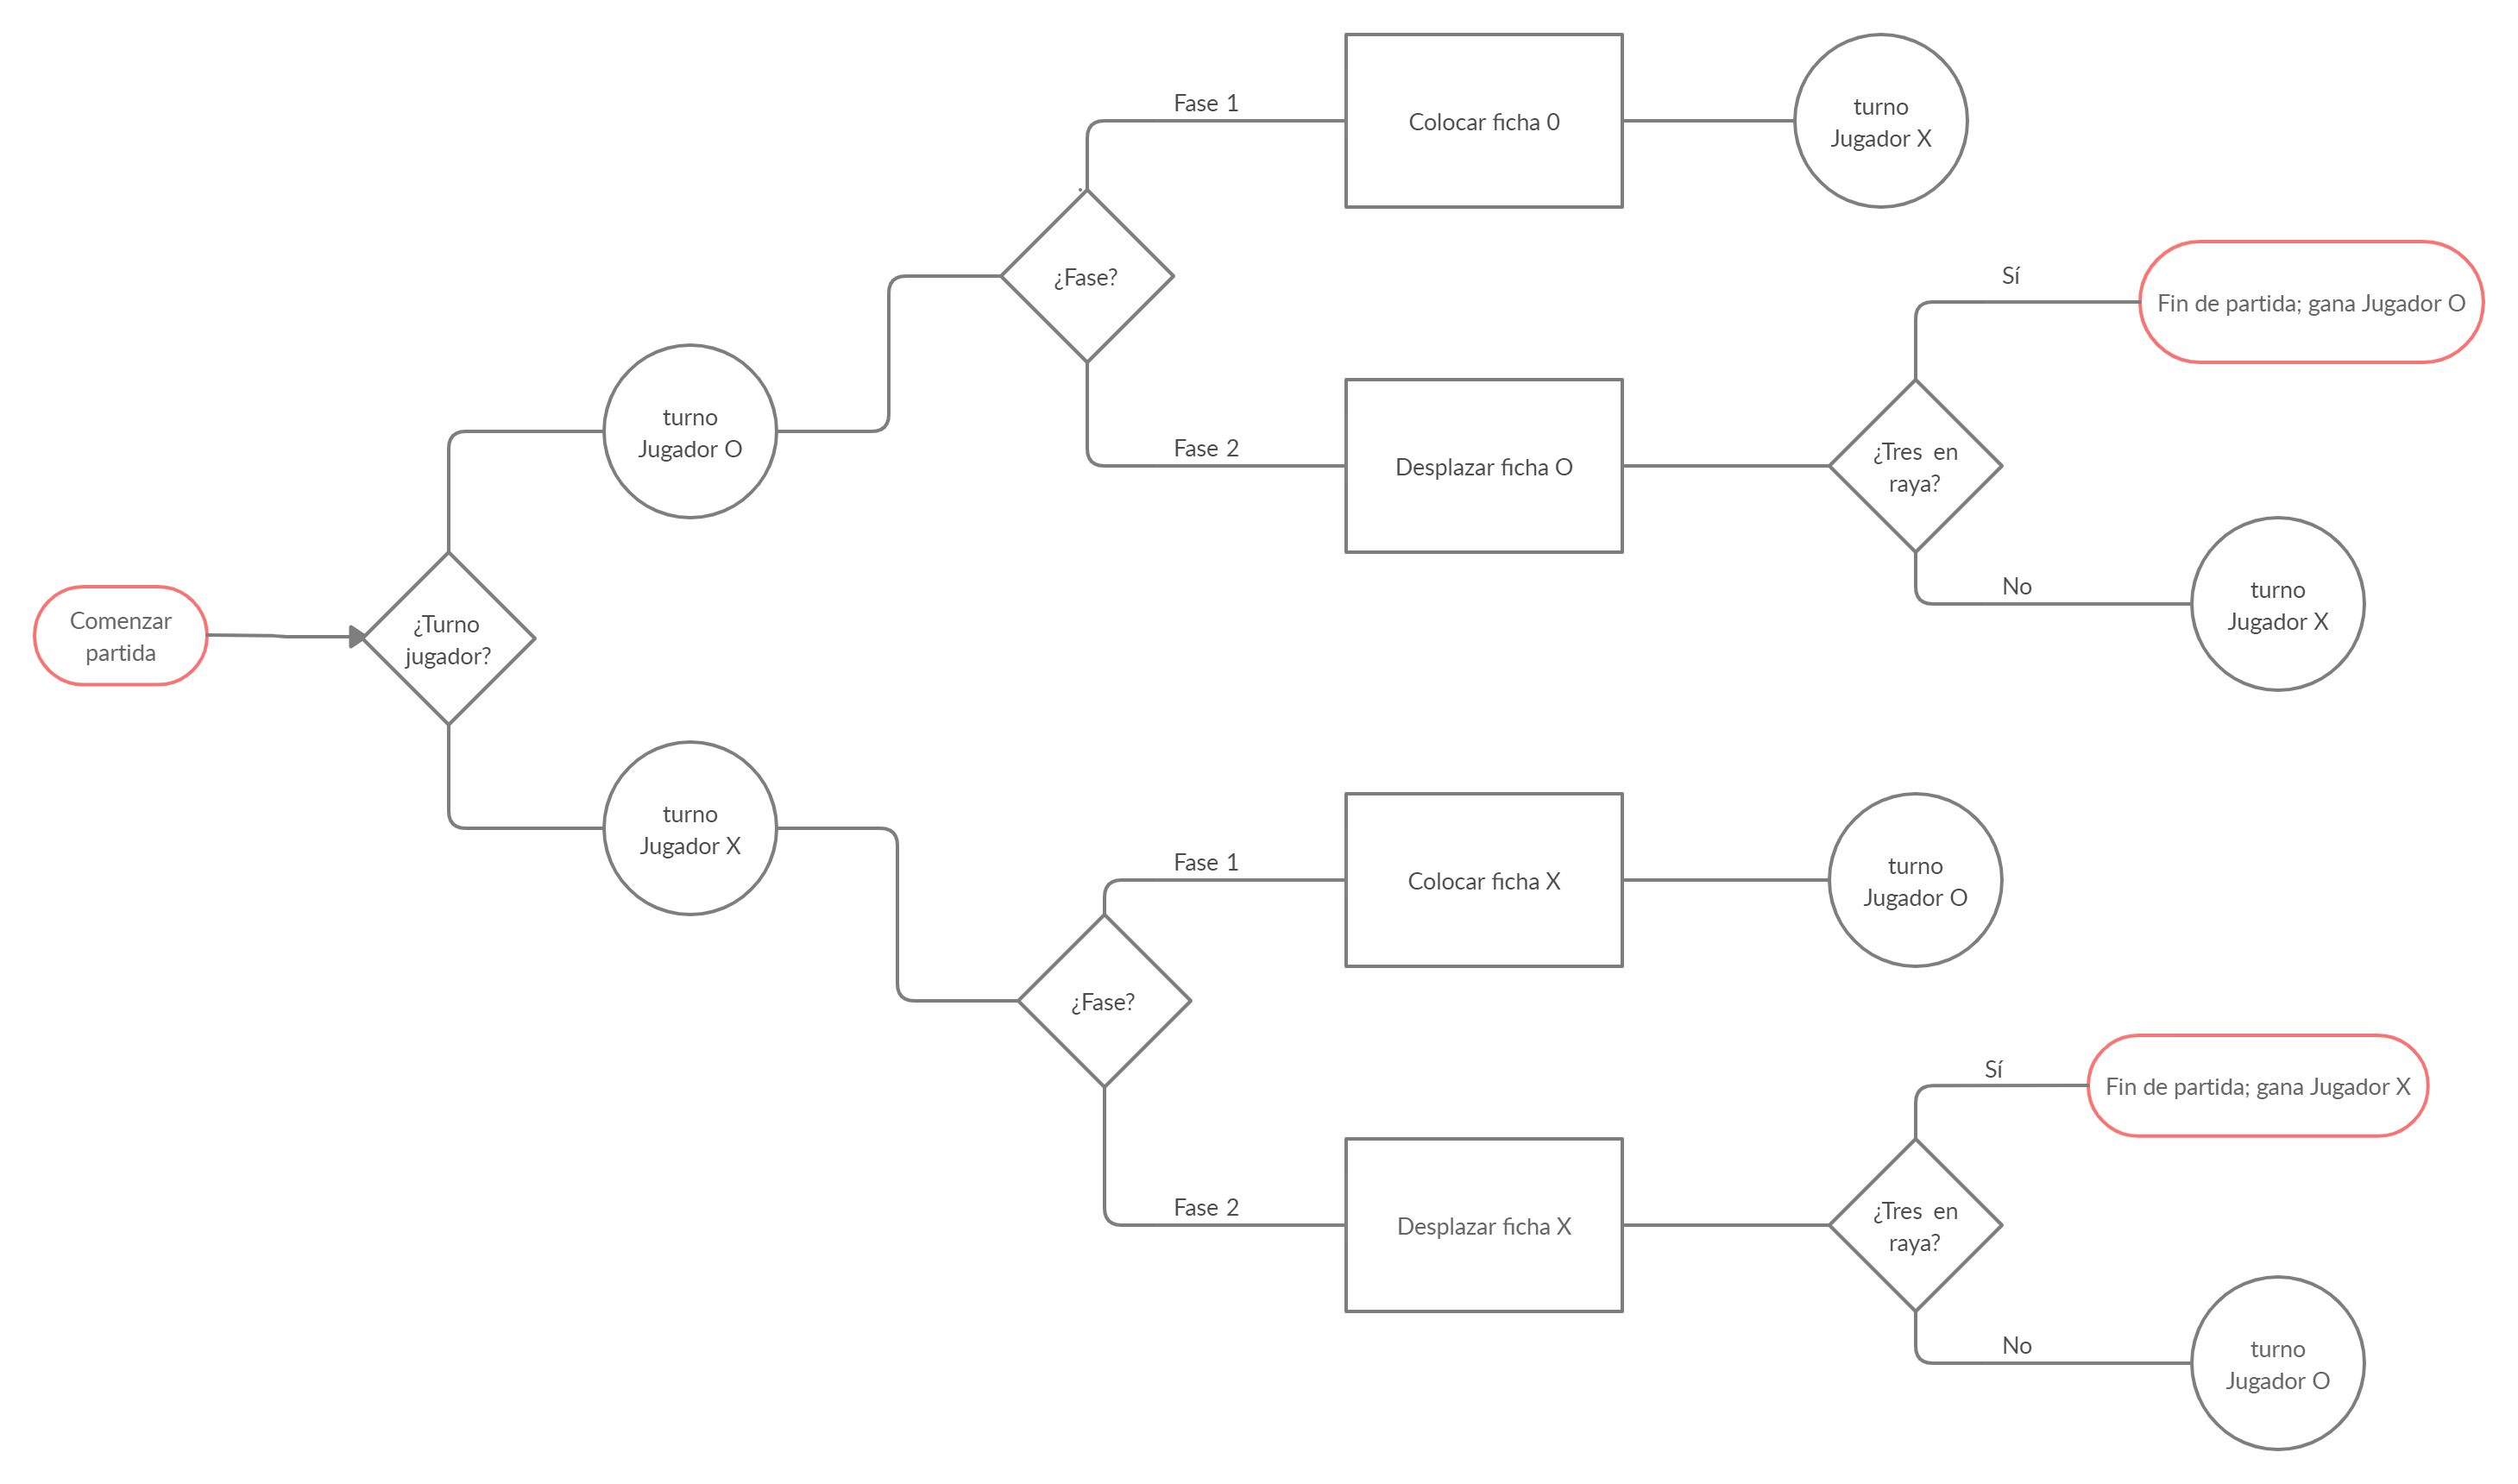 Fase 1
Colocar ficha 0
turno
Jugador X
¿Fase?
Sí
Fin de partida; gana Jugador O
turno
Jugador O
Fase 2
Desplazar ficha O
¿Tres en
raya?
No
turno
Jugador X
Comenzar
partida
¿Turno
jugador?
turno
Jugador X
Fase 1
Colocar ficha X
turno
Jugador O
¿Fase?
Sí
Fin de partida; gana Jugador X
Fase 2
Desplazar ficha X
¿Tres en
raya?
No
turno
Jugador O